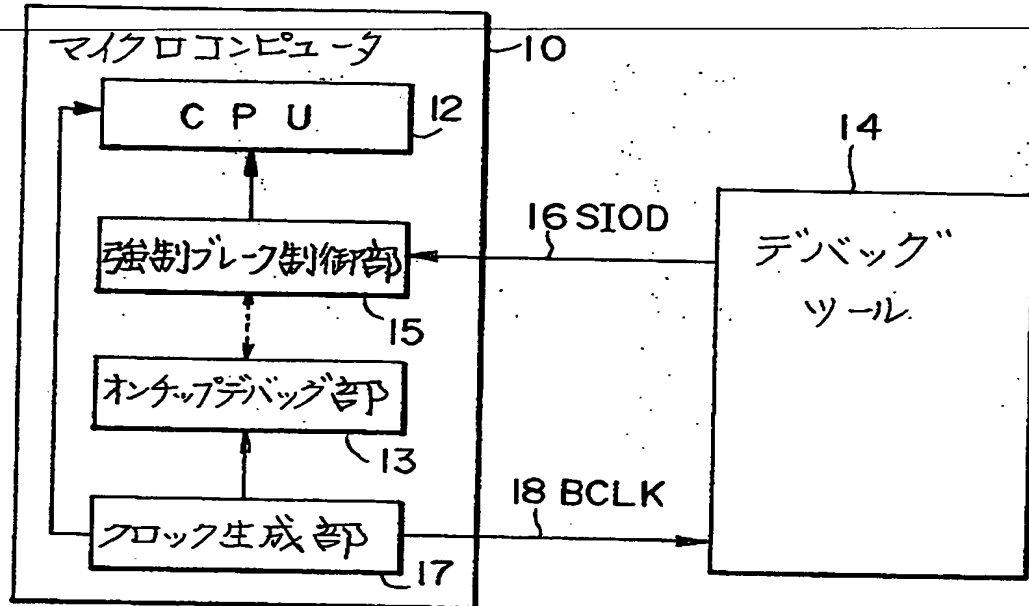 マイクロコンピュータ
10
C P U
12
14
16 SIOD
デバッグ
ツール
強制ブレーク制御部
15
オンチップデバッグ部
13
18 BCLK
クロック生成部
17